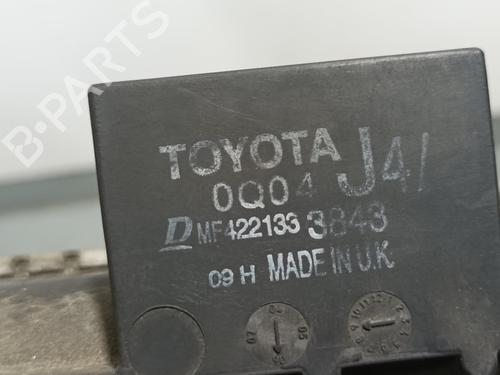 B-PARTS
TOYOTA
0Q04 J4/
D MF422133 3843
09 H MADE IN U.K.